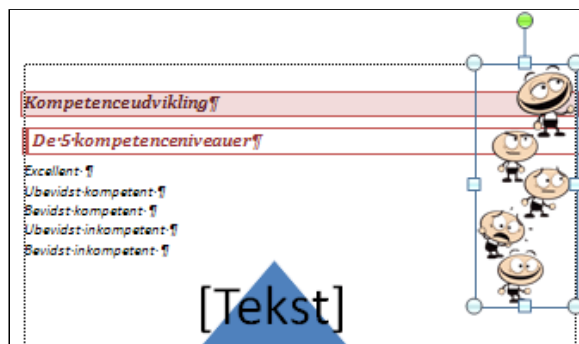 Kompetenceudvikling¶
De·5·kompetenceniveauer¶
Excellent·¶
Ubevidst·kompetent·¶
Bevidst·kompetent·¶
Ubevidst·inkompetent·¶
Bevidst·inkompetent·¶
[Tekst]